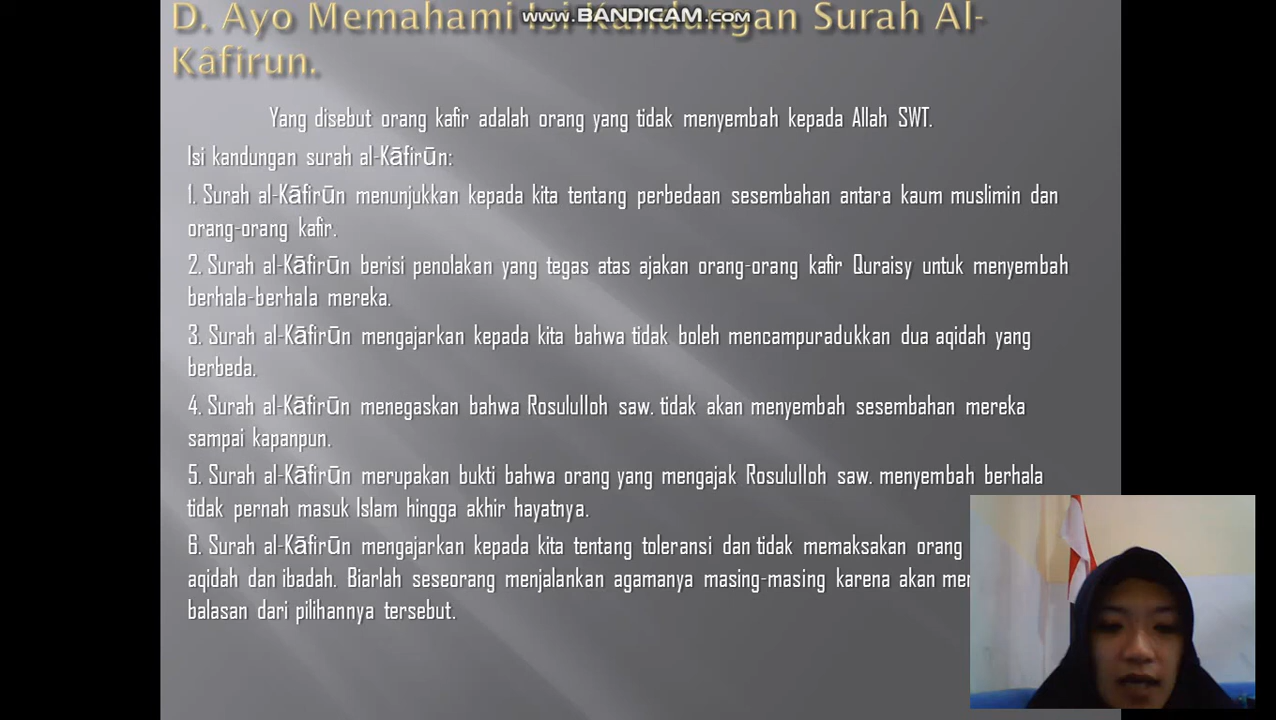 www.BANDICAM.com
D. Ayo Memahami Isi Kandungan Surah Al-
Kafirun.
Yang disebut orang kafir adalah orang yang tidak menyembah kepada Allah SWT.
Isi kandungan surah al-Kāfirūn:
1. Surah al-Kāfirūn menunjukkan kepada kita tentang perbedaan sesembahan antara kaum muslimin dan
orang-orang kafir.
2. Surah al-Kāfirūn berisi penolakan yang tegas atas ajakan orang-orang kafir Quraisy untuk menyembah
berhala-berhala mereka.
3. Surah al-Kāfirūn mengajarkan kepada kita bahwa tidak boleh mencampuradukkan dua aqidah yang
berbeda.
4. Surah al-Kāfirūn menegaskan bahwa Rosululloh saw. tidak akan menyembah sesembahan mereka
sampai kapanpun.
5. Surah al-Kāfirūn merupakan bukti bahwa orang yang mengajak Rosululloh saw. menyembah berhala
tidak pernah masuk Islam hingga akhir hayatnya.
6. Surah al-Kāfirūn mengajarkan kepada kita tentang toleransi dan tidak memaksakan orang
aqidah dan ibadah. Biarlah seseorang menjalankan agamanya masing-masing karena akan
balasan dari pilihannya tersebut.